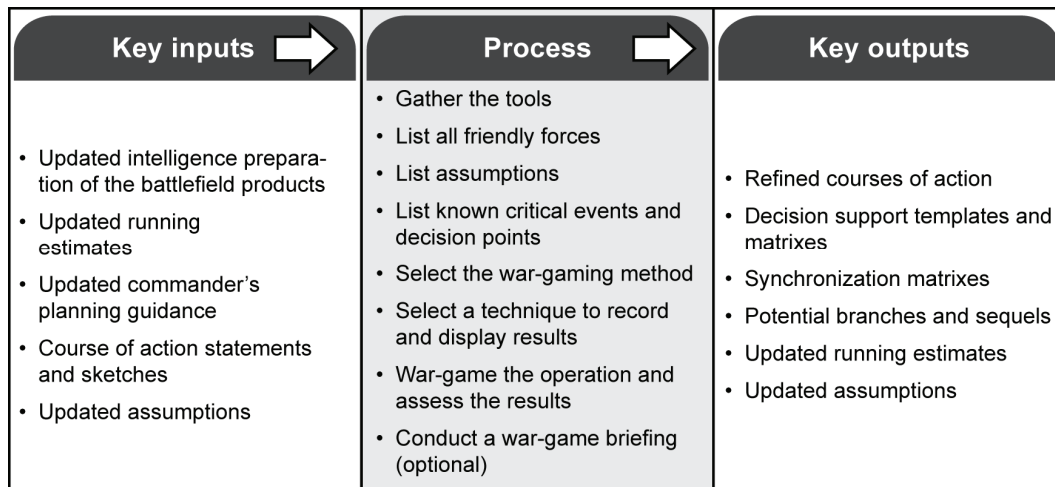 Key inputs
• Updated intelligence prepara-
tion of the battlefield products
• Updated running
estimates
• Updated commander's
planning guidance
• Course of action statements
and sketches
• Updated assumptions
Process
• Gather the tools
• List all friendly forces
• List assumptions
• List known critical events and
decision points
• Select the war-gaming method
• Select a technique to record
and display results
• War-game the operation and
assess the results
• Conduct a war-game briefing
(optional)
Key outputs
• Refined courses of action
• Decision support templates and
matrixes
• Synchronization matrixes
• Potential branches and sequels
• Updated running estimates
• Updated assumptions